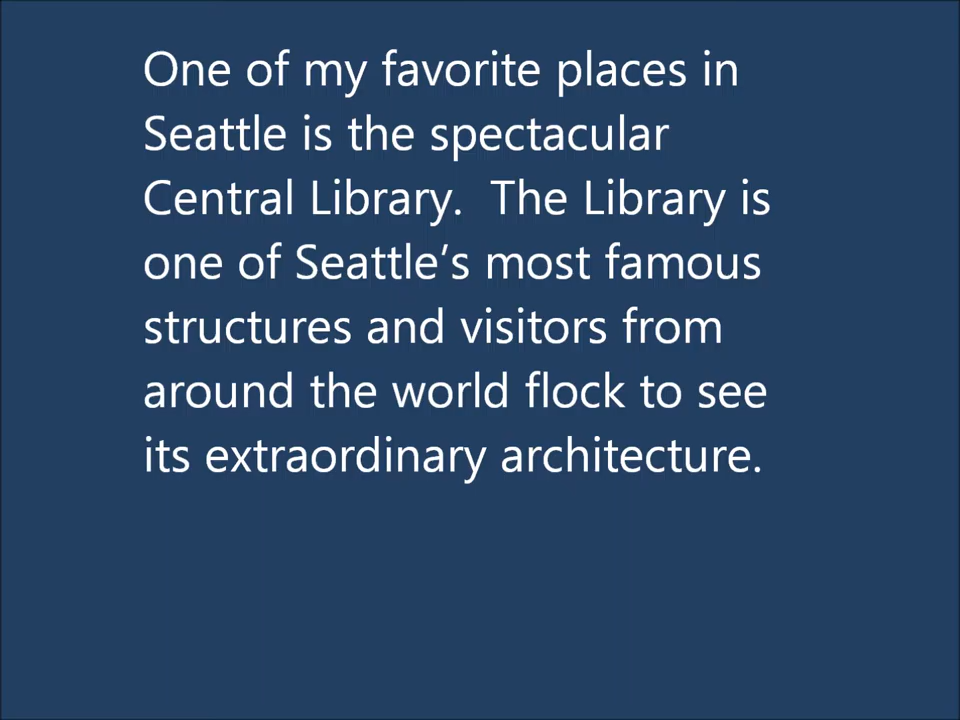 One of my favorite places in
Seattle is the spectacular
Central Library.  The Library is
one of Seattle’s most famous
structures and visitors from
around the world flock to see
its extraordinary architecture.